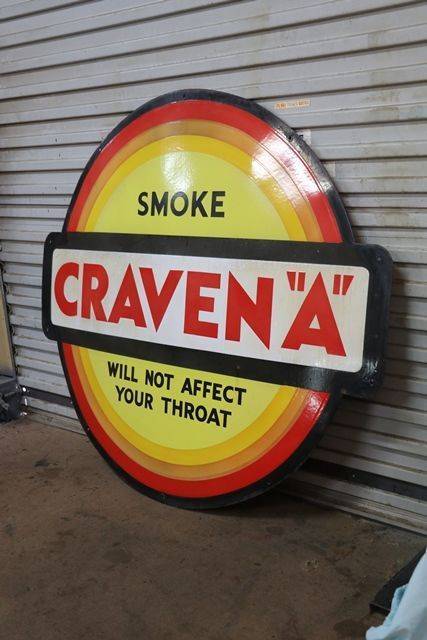 SMOKE
CRAVEN "A"
WILL NOT AFFECT
YOUR THROAT